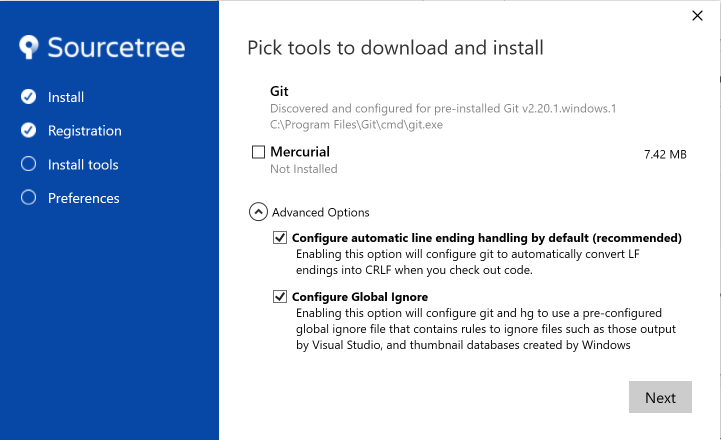 Sourcetree
Install
Registration
Install tools
Preferences
Pick tools to download and install
Git
Discovered and configured for pre-installed Git v2.20.1.windows.1
C:\Program Files\Git\cmd\git.exe
Mercurial
7.42 MB
Not Installed
Advanced Options
Configure automatic line ending handling by default (recommended)
Enabling this option will configure git to automatically convert LF
endings into CRLF when you check out code.
Configure Global Ignore
Enabling this option will configure git and hg to use a pre-configured
global ignore file that contains rules to ignore files such as those output
by Visual Studio, and thumbnail databases created by Windows
Next